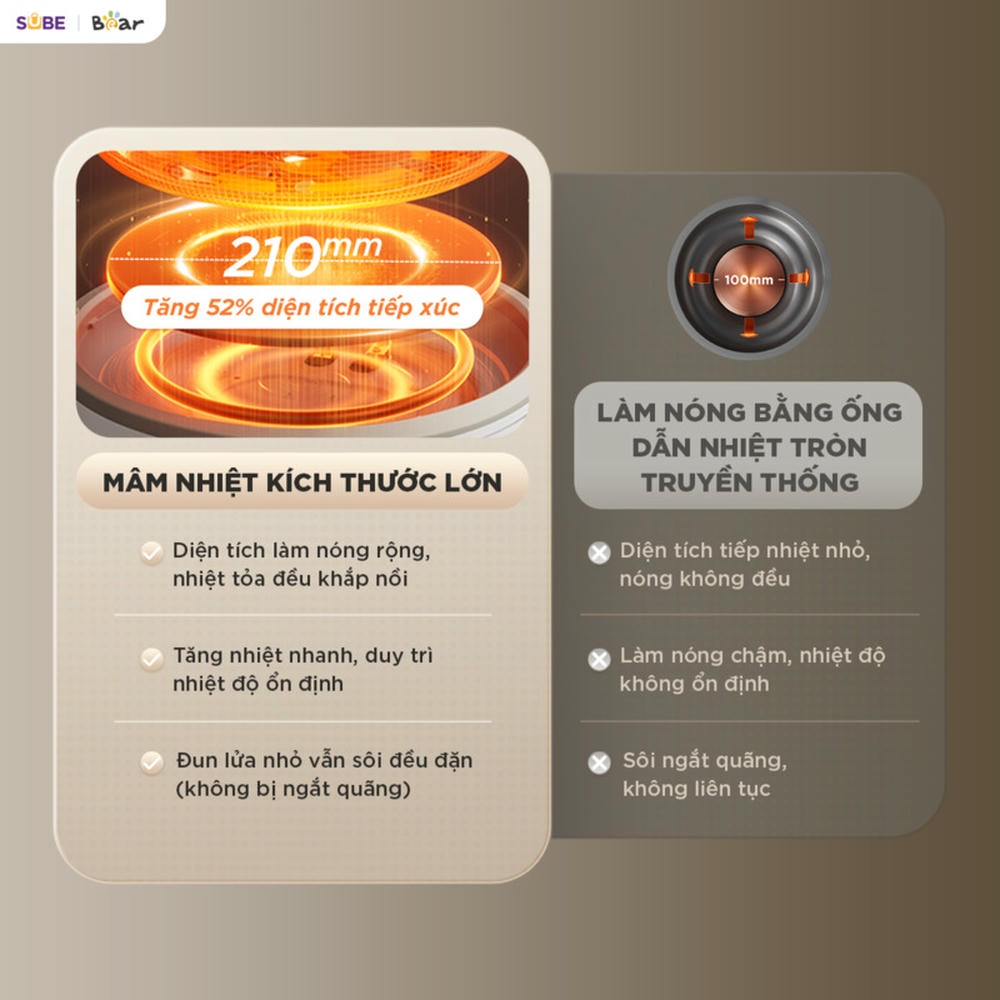 SUBE | Bear
210mm
Tăng 52% diện tích tiếp xúc
MÂM NHIỆT KÍCH THƯỚC LỚN
Diện tích làm nóng rộng,
nhiệt tỏa đều khắp nồi
Tăng nhiệt nhanh, duy trì
nhiệt độ ổn định
Đun lửa nhỏ vẫn sôi đều đặn
(không bị ngắt quãng)
100mm
LÀM NÓNG BẰNG ỐNG
DẪN NHIỆT TRÒN
TRUYỀN THỐNG
Diện tích tiếp nhiệt nhỏ,
nóng không đều
Làm nóng chậm, nhiệt độ
không ổn định
Sôi ngắt quãng,
không liên tục